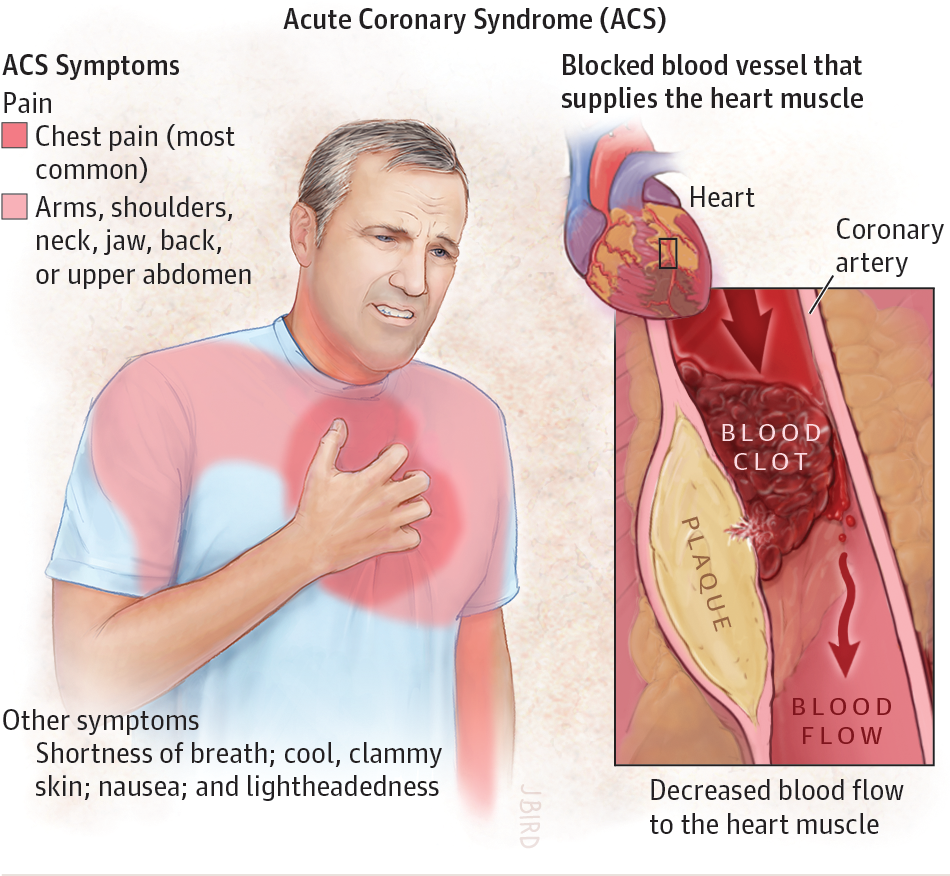 Acute Coronary Syndrome (ACS)
ACS Symptoms
Pain
Chest pain (most
common)
Arms, shoulders,
neck, jaw, back,
or upper abdomen
Other symptoms
Shortness of breath; cool, clammy
skin; nausea; and lightheadedness
JBIRD
Blocked blood vessel that
supplies the heart muscle
Heart
Coronary
artery
BLOOD
CLOT
PLAQUE
BLOOD
FLOW
Decreased blood flow
to the heart muscle